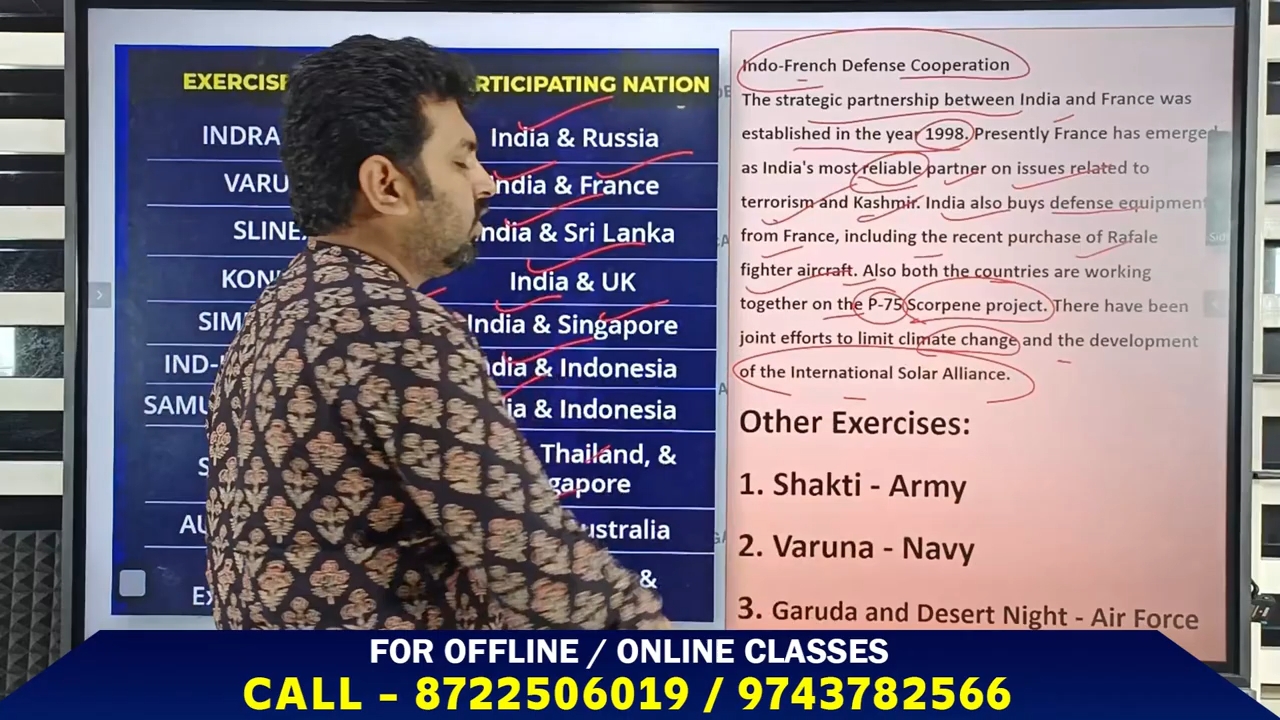 EXERCISE
RTICIPATING NATION
INDRA
India & Russia
VARU
India & France
SLINE
India & Sri Lanka
KON
India & UK
SIM
India & Singapore
IND-
dia & Indonesia
SAMU
ia & Indonesia
S
Thailand, &
gapore
AU
ustralia
&
Ex
Indo-French Defense Cooperation
The strategic partnership between India and France was
established in the year 1998. Presently France has emerged
as India's most reliable partner on issues related to
terrorism and Kashmir. India also buys defense equipment
from France, including the recent purchase of Rafale
fighter aircraft. Also both the countries are working
together on the P-75 Scorpene project. There have been
joint efforts to limit climate change and the development
of the International Solar Alliance.
Other Exercises:
1. Shakti - Army
2. Varuna - Navy
3. Garuda and Desert Night - Air Force
FOR OFFLINE / ONLINE CLASSES
CALL - 8722506019 / 9743782566